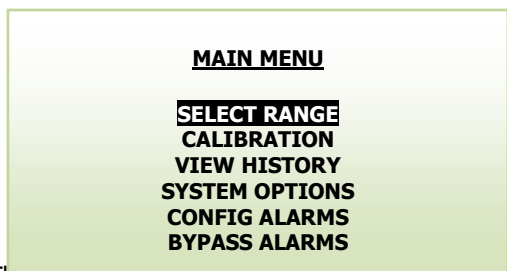 MAIN MENU
SELECT RANGE
CALIBRATION
VIEW HISTORY
SYSTEM OPTIONS
CONFIG ALARMS
BYPASS ALARMS